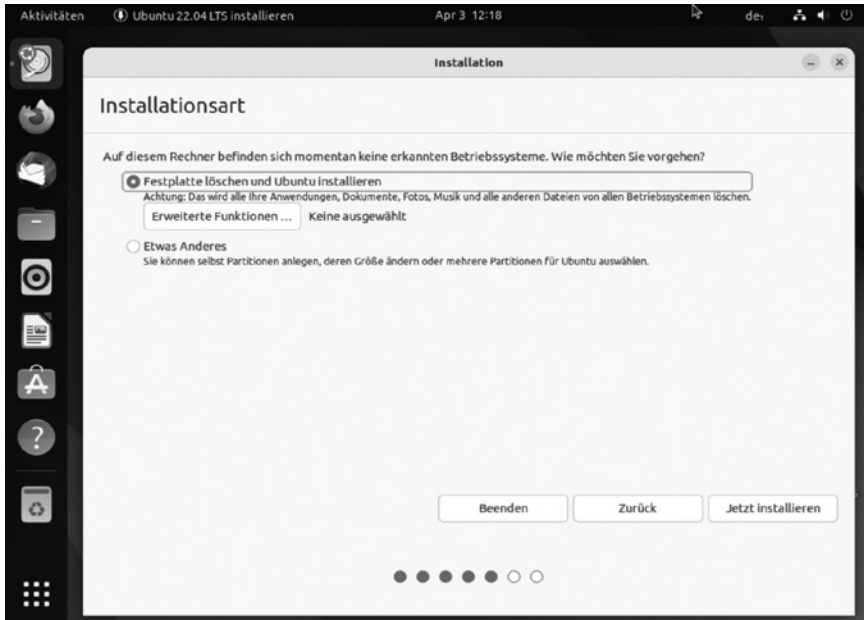 Aktivitäten Ubuntu 22.04 LTS installieren Apr 3 12:18
Installation
Installationsart
Auf diesem Rechner befinden sich momentan keine erkannten Betriebssysteme. Wie möchten Sie vorgehen?
Festplatte löschen und Ubuntu installieren
Achtung: Das wird alle Ihre Anwendungen, Dokumente, Fotos, Musik und alle anderen Dateien von allen Betriebssystemen löschen.
Erweiterte Funktionen ... Keine ausgewählt
Etwas Anderes
Sie können selbst Partitionen anlegen, deren Größe ändern oder mehrere Partitionen für Ubuntu auswählen.
Beenden Zurück Jetzt installieren